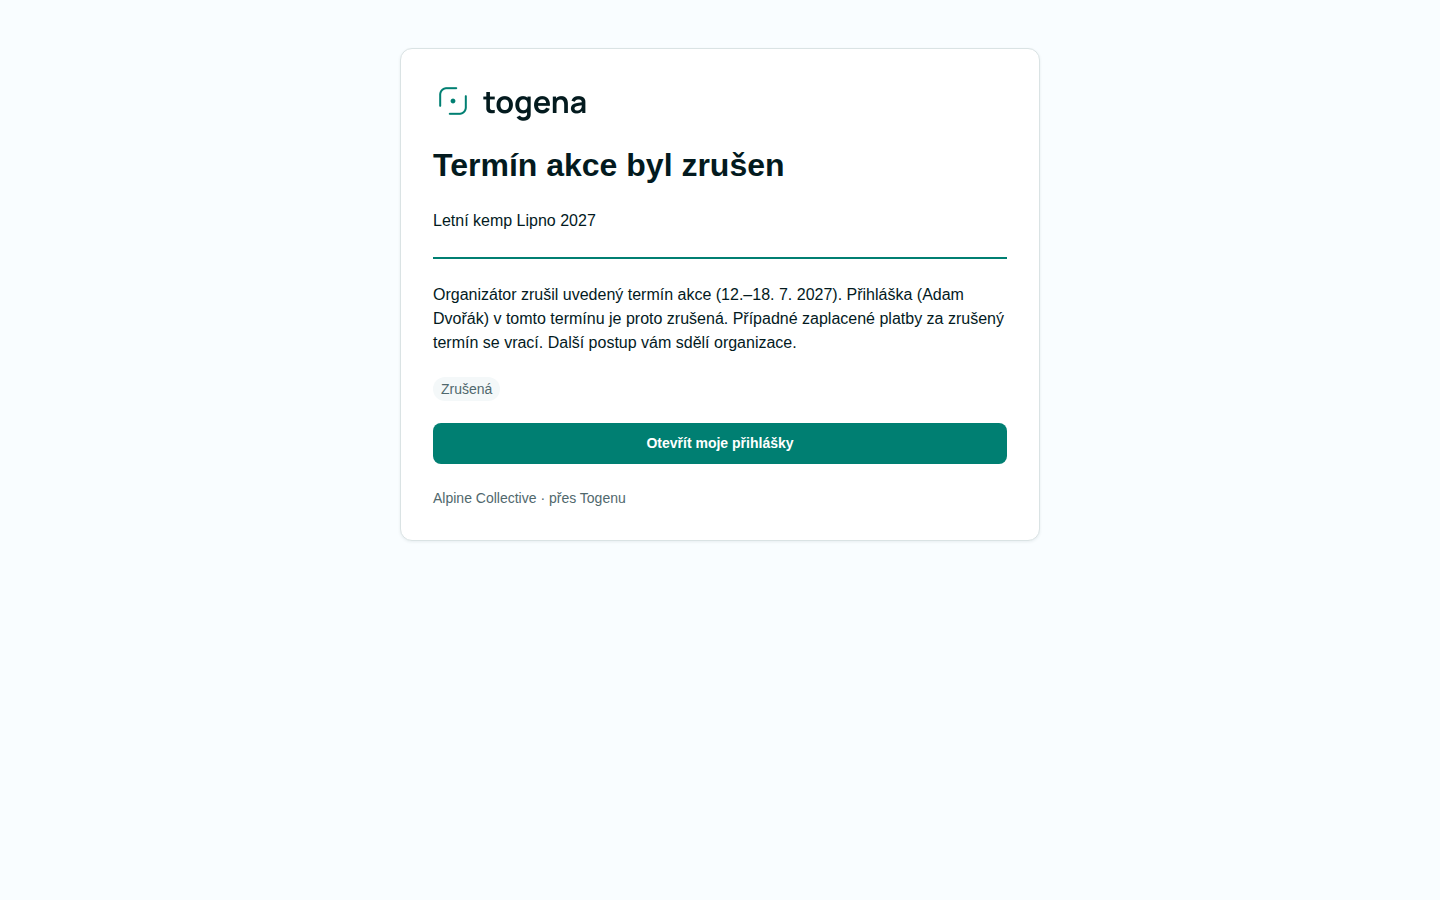 togena
Termín akce byl zrušen
Letní kemp Lipno 2027
Organizátor zrušil uvedený termín akce (12.–18. 7. 2027). Přihláška (Adam
Dvořák) v tomto termínu je proto zrušená. Případné zaplacené platby za zrušený
termín se vrací. Další postup vám sdělí organizace.
Zrušená
Otevřít moje přihlášky
Alpine Collective · přes Togenu